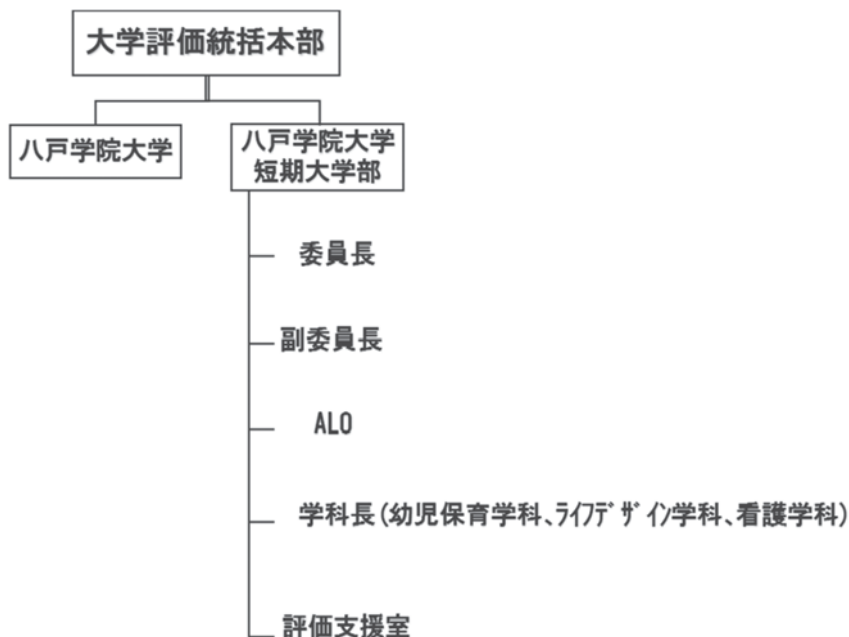 大学評価統括本部
八戸学院大学
八戸学院大学
短期大学部
委員長
副委員長
ALO
学科長(幼児保育学科、ﾗｲﾌﾃﾞｻﾞｲﾝ学科、看護学科)
評価支援室